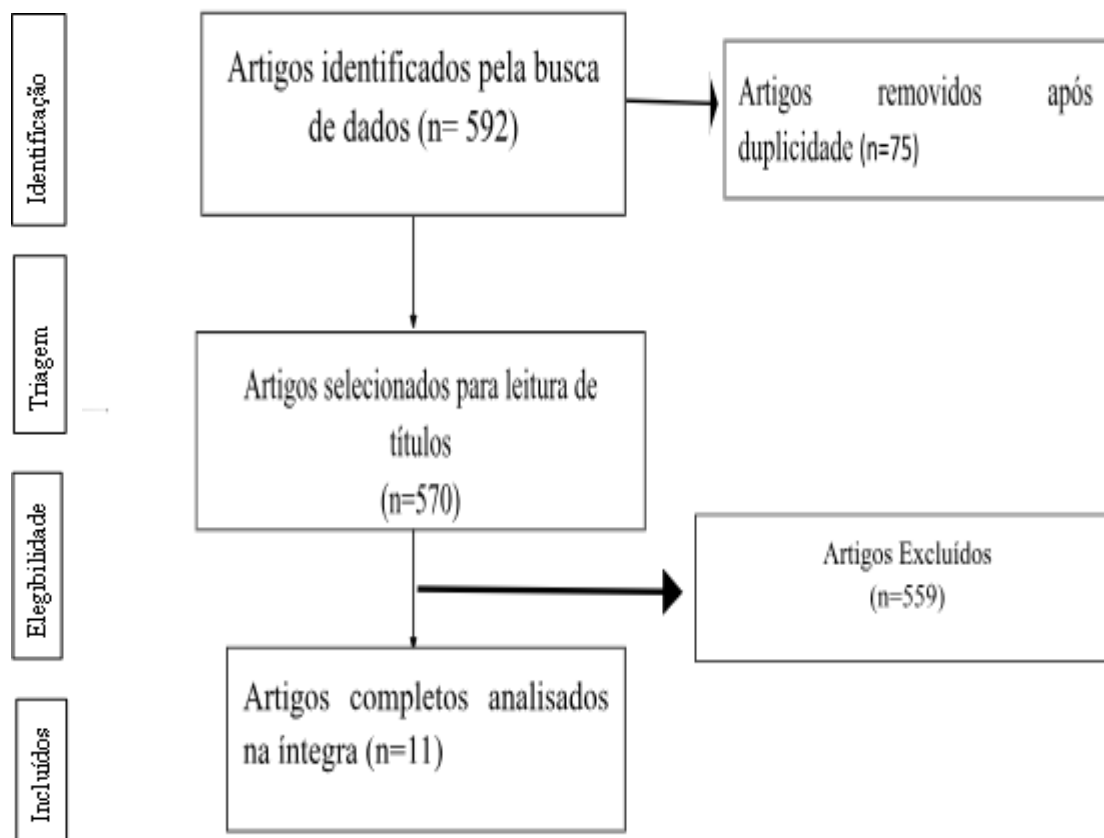 Identificação
Artigos identificados pela busca
de dados (n= 592)
Artigos removidos após
duplicidade (n=75)
Triagem
Artigos selecionados para leitura de
títulos
(n=570)
Elegibilidade
Artigos Excluídos
(n=559)
Incluídos
Artigos completos analisados
na íntegra (n=11)